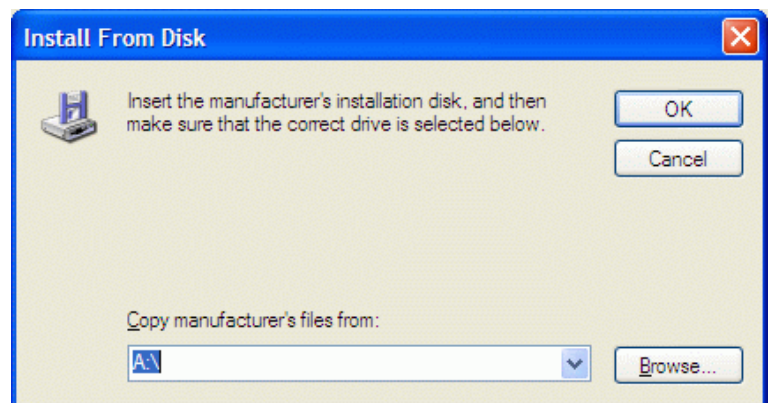 Install From Disk
Insert the manufacturer's installation disk, and then
make sure that the correct drive is selected below.
OK
Cancel
Copy manufacturer's files from:
A:\
Browse...